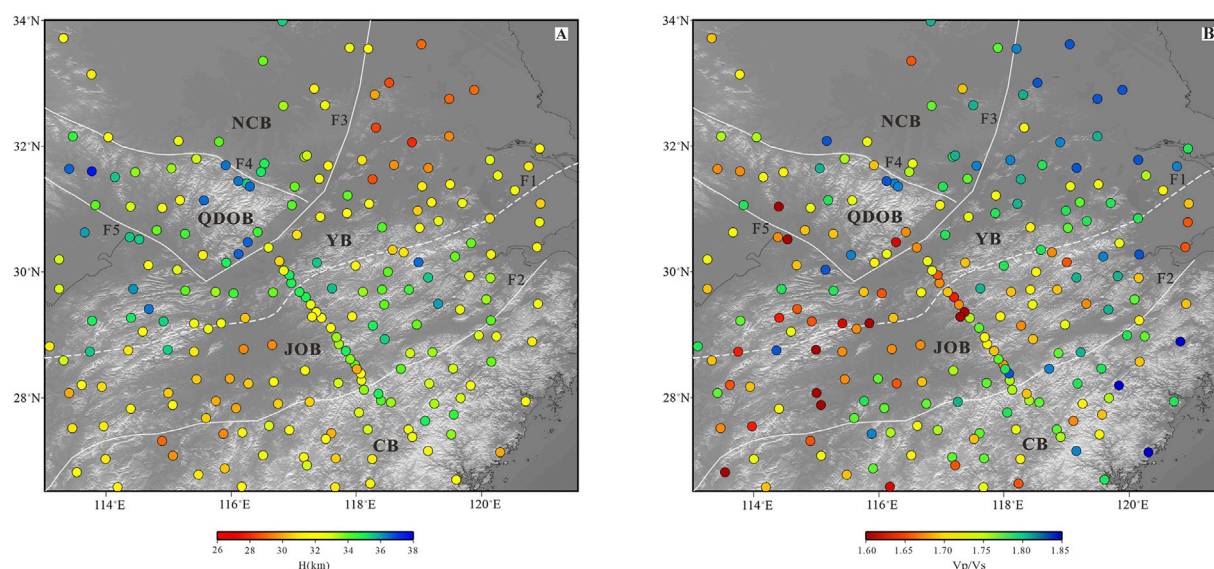 34°N
32°N
30°N
28°N
114°E
116°E
118°E
120°E
A
NCB
F3
F4
QDOB
F5
YB
F1
F2
JOB
CB
26
28
30
32
34
36
38
H(km)
34°N
32°N
30°N
28°N
114°E
116°E
118°E
120°E
B
NCB
F3
F4
QDOB
F5
YB
F1
F2
JOB
CB
1.60
1.65
1.70
1.75
1.80
1.85
Vp/Vs